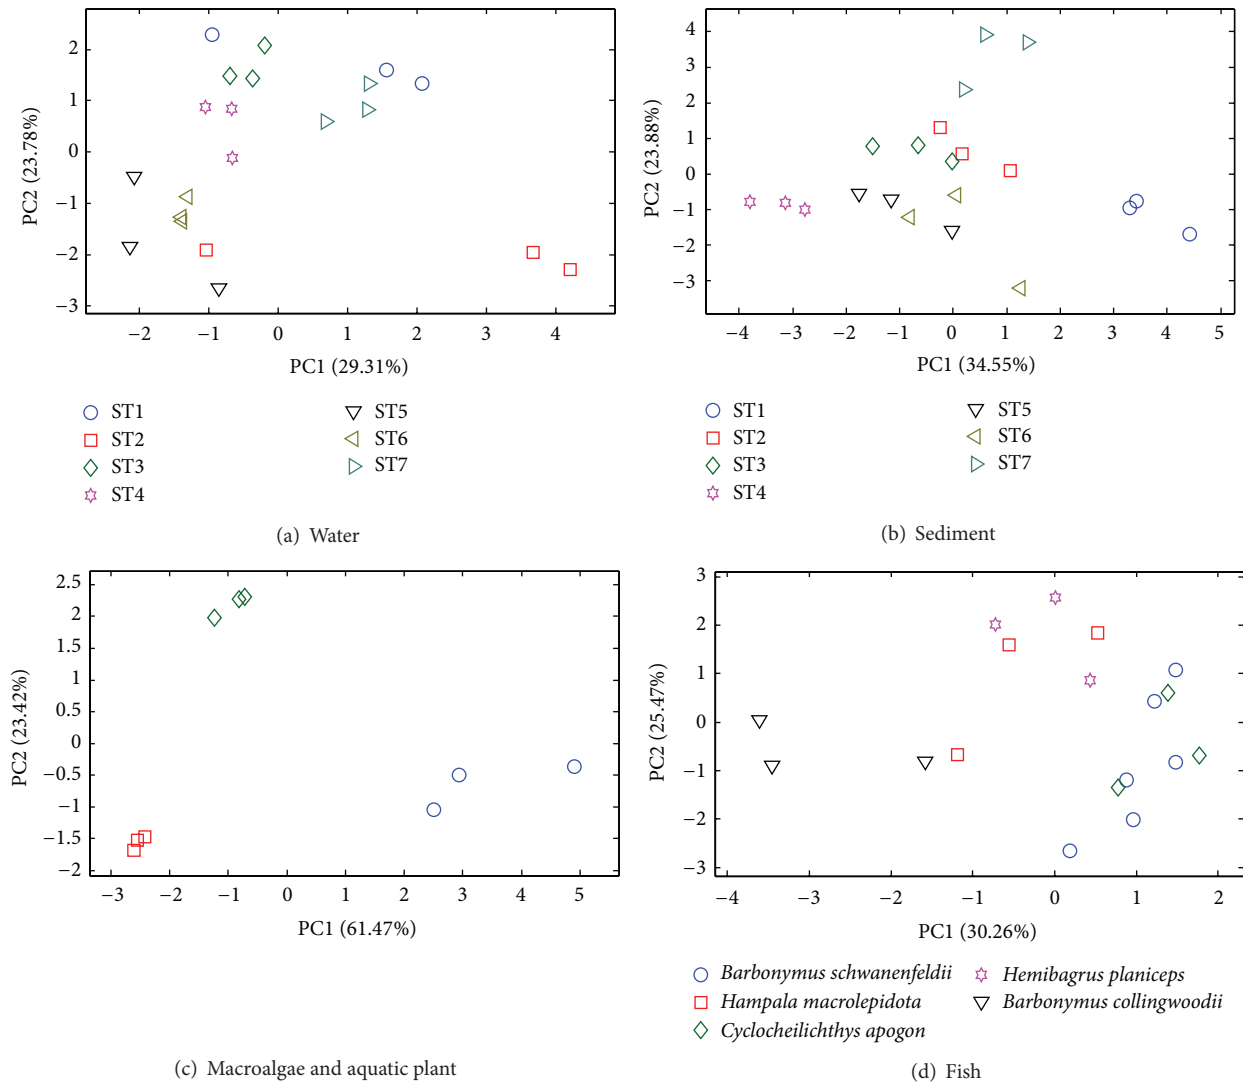 PC2 (23.78%)
2
1
0
−1
−2
−3
−2
−1
0
1
2
3
4
PC1 (29.31%)
ST1
ST2
ST3
ST4
ST5
ST6
ST7
(a) Water
PC2 (23.88%)
4
3
2
1
0
−1
−2
−3
−4
−3
−2
−1
0
1
2
3
4
5
PC1 (34.55%)
ST1
ST2
ST3
ST4
ST5
ST6
ST7
(b) Sediment
PC2 (23.42%)
2.5
2
1.5
1
0.5
0
−0.5
−1
−1.5
−2
−3
−2
−1
0
1
2
3
4
5
PC1 (61.47%)
(c) Macroalgae and aquatic plant
PC2 (25.47%)
3
2
1
0
−1
−2
−3
−4
−3
−2
−1
0
1
2
PC1 (30.26%)
Barbonymus schwanenfeldii
Hampala macrolepidota
Cyclocheilichthys apogon
Hemibagrus planiceps
Barbonymus collingwoodii
(d) Fish